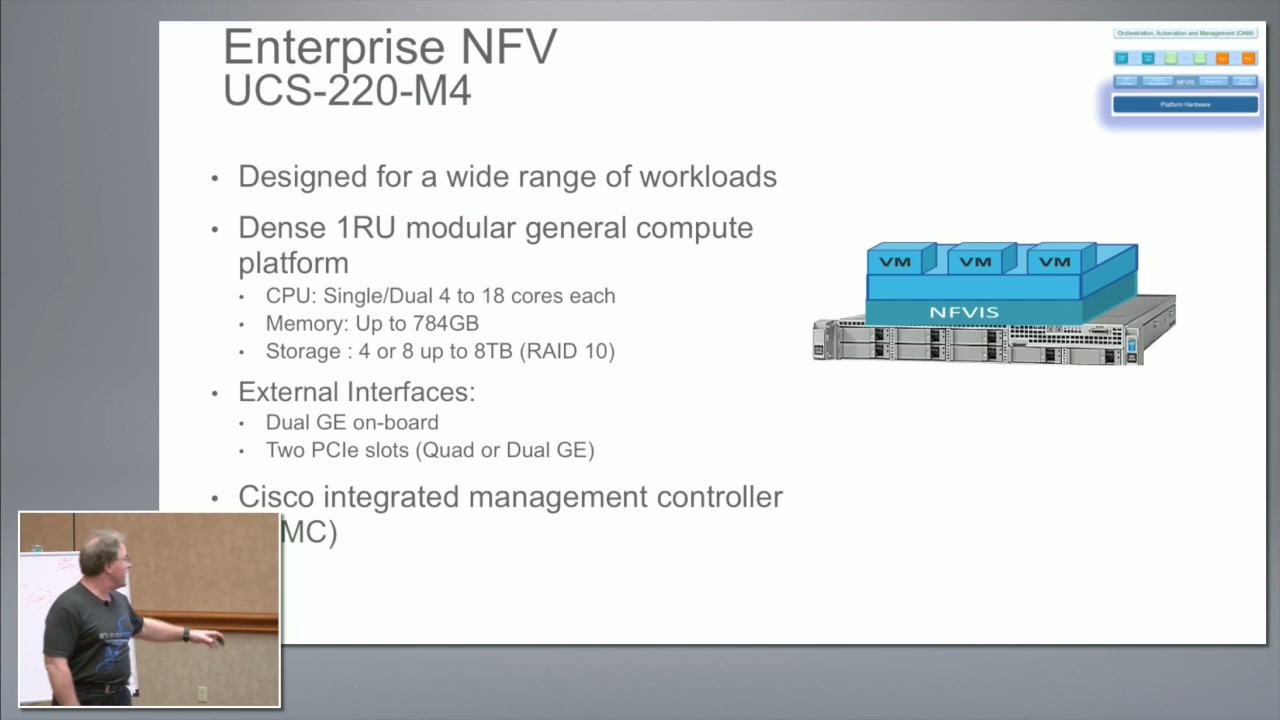 Enterprise NFV
UCS-220-M4
Orchestration, Automation and Management (OAM)
NFVIS
Platform Hardware
• Designed for a wide range of workloads
• Dense 1RU modular general compute
platform
• CPU: Single/Dual 4 to 18 cores each
• Memory: Up to 784GB
• Storage : 4 or 8 up to 8TB (RAID 10)
• External Interfaces:
• Dual GE on-board
• Two PCIe slots (Quad or Dual GE)
• Cisco integrated management controller
MC)
VM VM VM
NFVIS